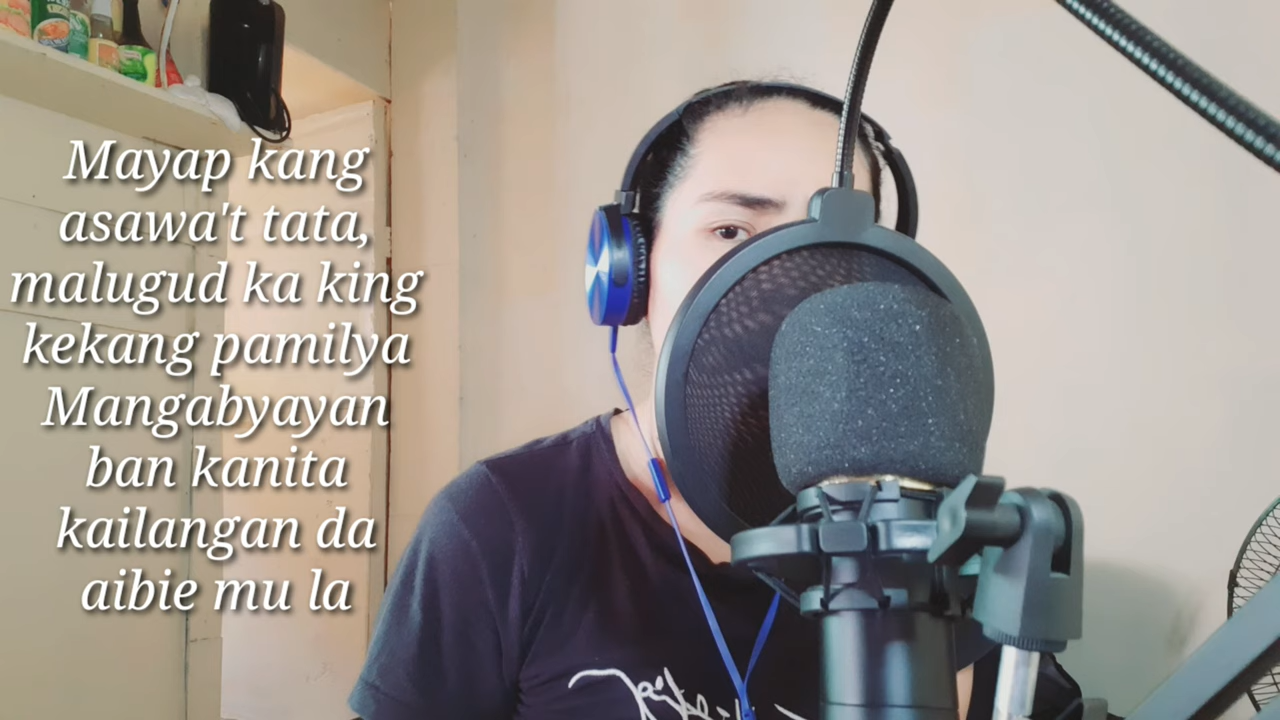 Mayap kang
asawa't tata,
malugud ka king
kekang pamilya
Mangabyayan
ban kanita
kailangan da
aibie mu la